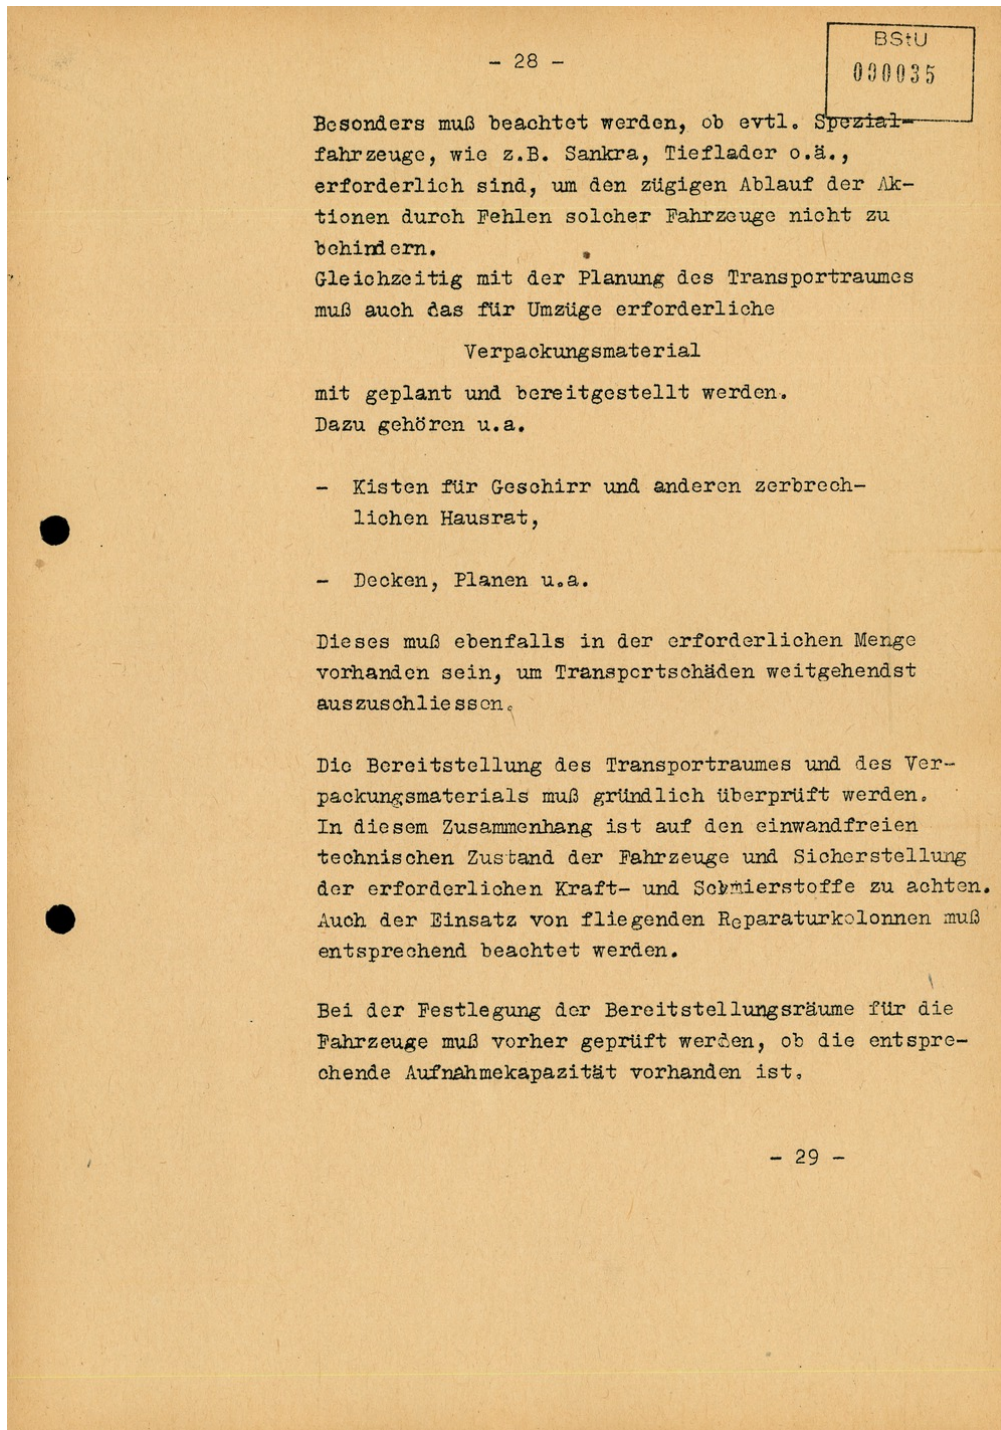 - 28 -
BStU
000035
Besonders muß beachtet werden, ob evtl. Spezial-
fahrzeuge, wie z.B. Sankra, Tieflader o.ä.,
erforderlich sind, um den zügigen Ablauf der Ak-
tionen durch Fehlen solcher Fahrzeuge nicht zu
behindern.
Gleichzeitig mit der Planung des Transportraumes
muß auch das für Umzüge erforderliche
Verpackungsmaterial
mit geplant und bereitgestellt werden.
Dazu gehören u.a.
- Kisten für Geschirr und anderen zerbrech-
lichen Hausrat,
- Decken, Planen u.a.
Dieses muß ebenfalls in der erforderlichen Menge
vorhanden sein, um Transportschäden weitgehendst
auszuschliessen.
Die Bereitstellung des Transportraumes und des Ver-
packungsmaterials muß gründlich überprüft werden.
In diesem Zusammenhang ist auf den einwandfreien
technischen Zustand der Fahrzeuge und Sicherstellung
der erforderlichen Kraft- und Schmierstoffe zu achten.
Auch der Einsatz von fliegenden Reparaturkolonnen muß
entsprechend beachtet werden.
Bei der Festlegung der Bereitstellungsräume für die
Fahrzeuge muß vorher geprüft werden, ob die entspre-
chende Aufnahmekapazität vorhanden ist.
- 29 -